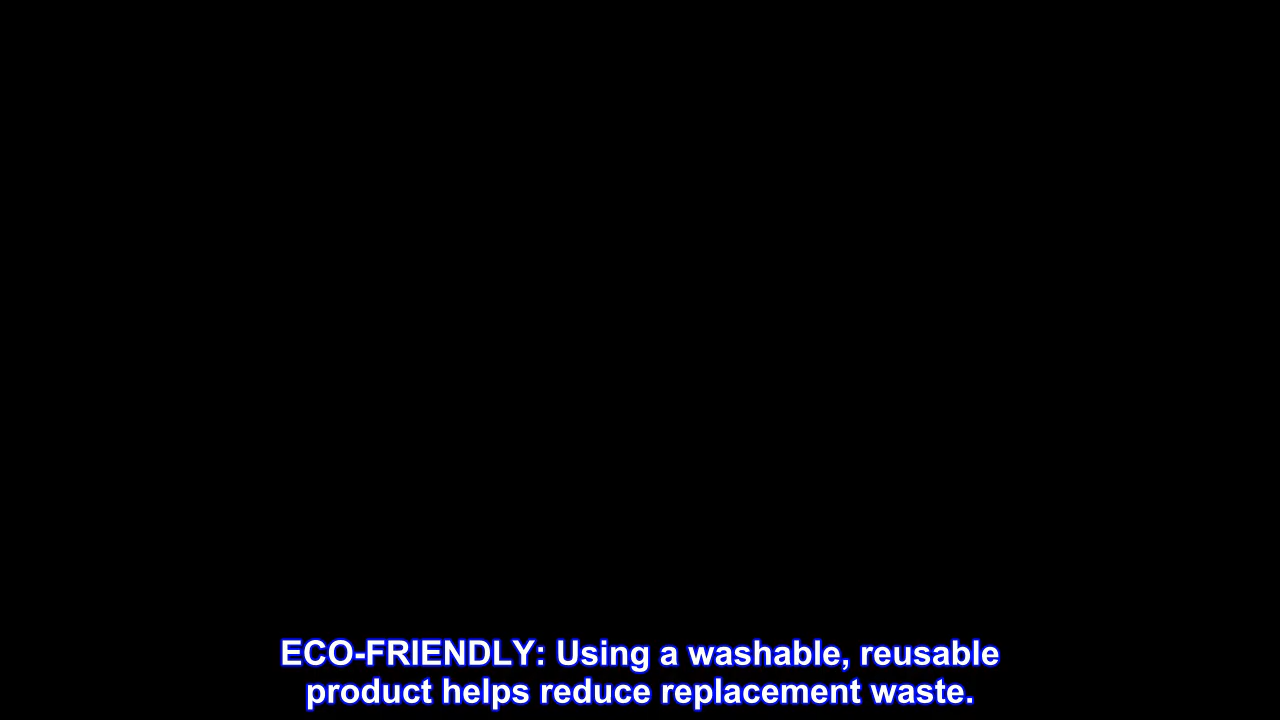 ECO-FRIENDLY: Using a washable, reusable
product helps reduce replacement waste.